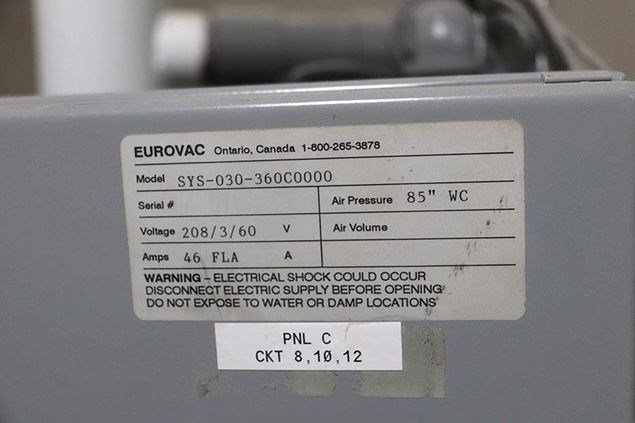 EUROVAC Ontario, Canada 1-800-265-3878
Model SYS-030-360C0000
Serial #
Air Pressure 85" WC
Voltage 208/3/60 V
Air Volume
Amps 46 FLA A
WARNING – ELECTRICAL SHOCK COULD OCCUR
DISCONNECT ELECTRIC SUPPLY BEFORE OPENING
DO NOT EXPOSE TO WATER OR DAMP LOCATIONS
PNL C
CKT 8,10,12